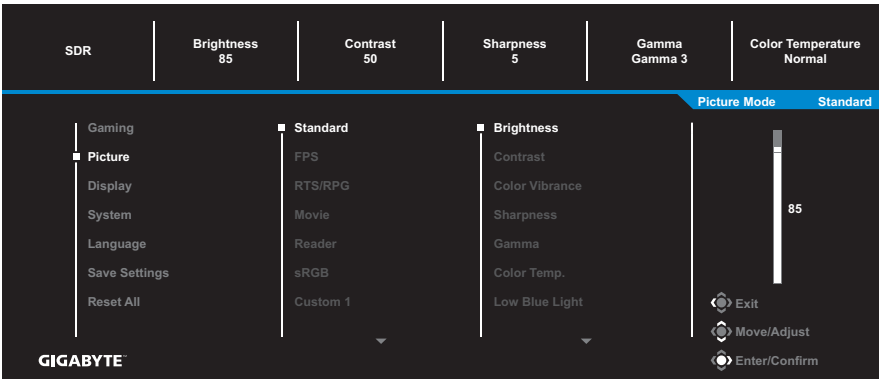 SDR
Brightness
85
Contrast
50
Sharpness
5
Gamma
Gamma 3
Color Temperature
Normal
Picture Mode Standard
Gaming
Picture
Display
System
Language
Save Settings
Reset All
Standard
FPS
RTS/RPG
Movie
Reader
sRGB
Custom 1
Brightness
Contrast
Color Vibrance
Sharpness
Gamma
Color Temp.
Low Blue Light
85
Exit
Move/Adjust
Enter/Confirm
GIGABYTE™